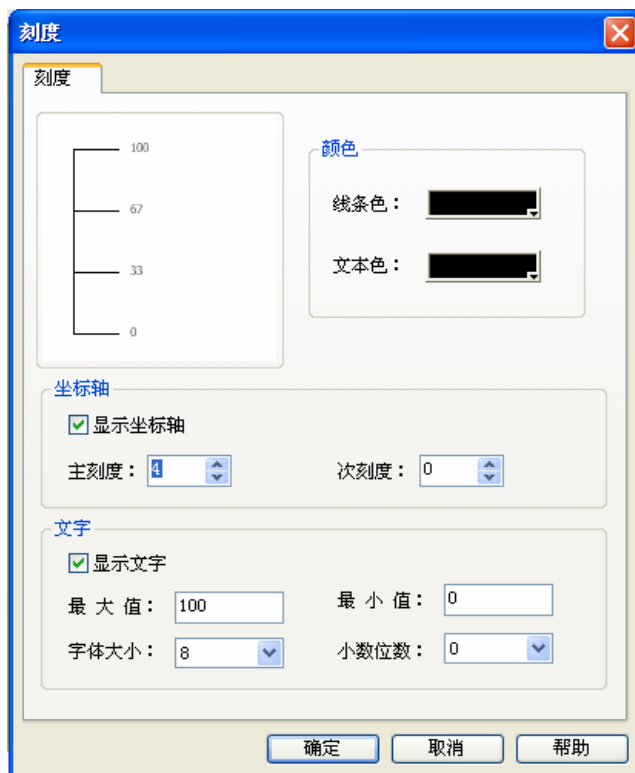 刻度
刻度
100
67
33
0
颜色
线条色：
文本色：
坐标轴
显示坐标轴
主刻度： 4 次刻度： 0
文字
显示文字
最大值： 100 最小值： 0
字体大小： 8 小数位数： 0
确定 取消 帮助